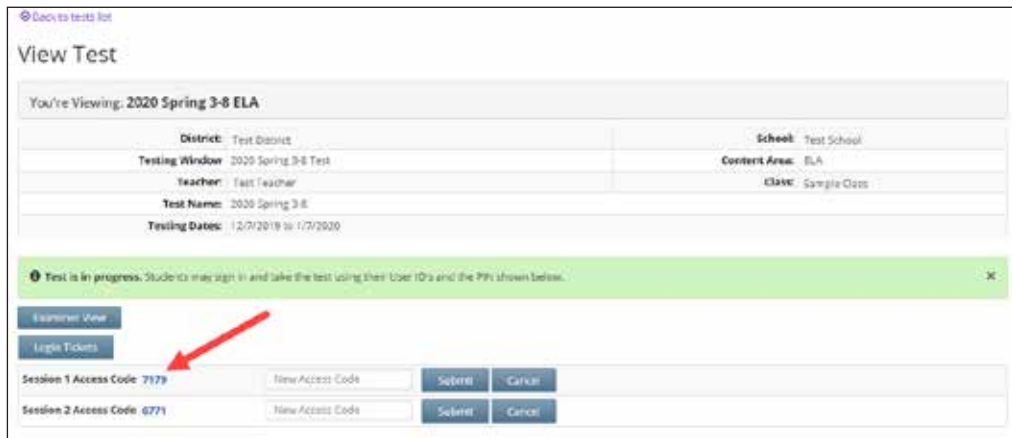 Back to tests list
View Test
You're Viewing: 2020 Spring 3-8 ELA
District: Test District School: Test School
Testing Window 2020 Spring 3-8 Test Content Area: ELA
Teacher: Test Teacher Class: Sample Class
Test Name: 2020 Spring 3-8
Testing Dates: 12/7/2019 to 1/7/2020
Test is in progress. Students may sign in and take the test using their User ID's and the PIN shown below. ×
Examiner View
Login Tickets
Session 1 Access Code 7179 New Access Code Submit Cancel
Session 2 Access Code 6771 New Access Code Submit Cancel